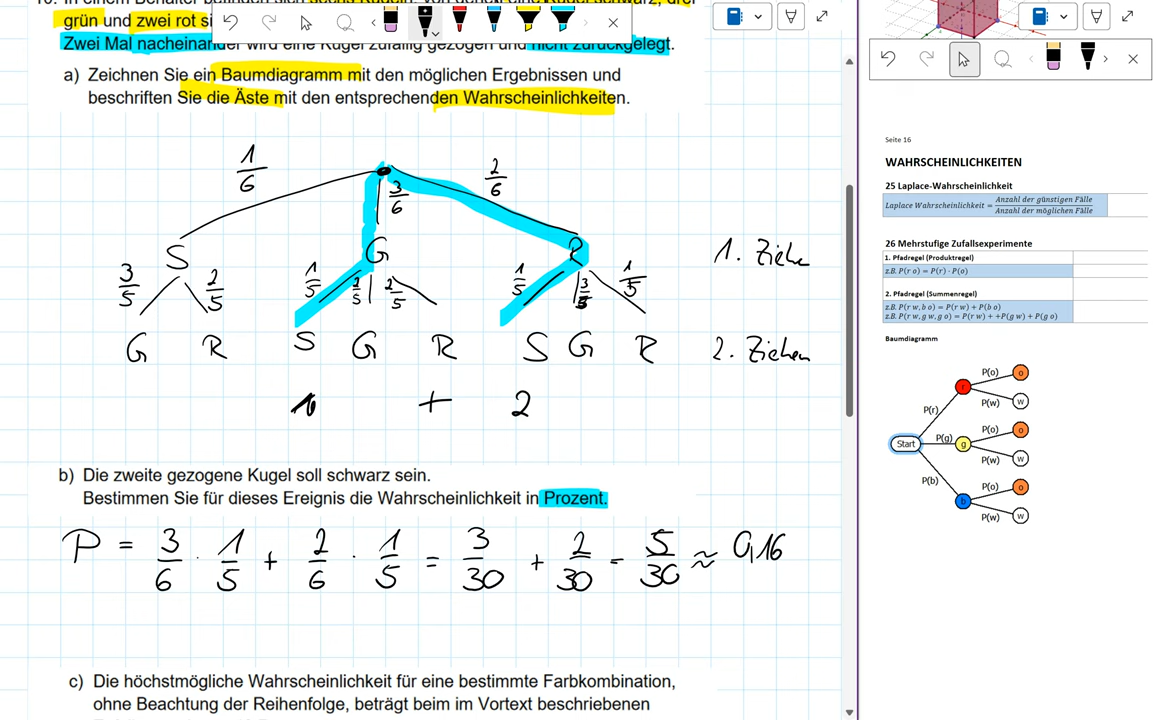 grün und zwei rot si
Zwei Mal nacheinander wird eine Kugel zufällig gezogen und nicht zurückgelegt.
a) Zeichnen Sie ein Baumdiagramm mit den möglichen Ergebnissen und
beschriften Sie die Äste mit den entsprechenden Wahrscheinlichkeiten.
1/6 3/6 2/6
S G R 1. Ziehe
3/5 2/5 1/5 2/5 2/5 1/5 3/5 1/5
G R S G R S G R 2. Ziehen
1 + 2
b) Die zweite gezogene Kugel soll schwarz sein.
Bestimmen Sie für dieses Ereignis die Wahrscheinlichkeit in Prozent.
P = 3/6 · 1/5 + 2/6 · 1/5 = 3/30 + 2/30 = 5/30 ≈ 0,16
c) Die höchstmögliche Wahrscheinlichkeit für eine bestimmte Farbkombination,
ohne Beachtung der Reihenfolge, beträgt beim im Vortext beschriebenen
Seite 16
WAHRSCHEINLICHKEITEN
25 Laplace-Wahrscheinlichkeit
Laplace Wahrscheinlichkeit = Anzahl der günstigen Fälle / Anzahl der möglichen Fälle
26 Mehrstufige Zufallsexperimente
1. Pfadregel (Produktregel)
z.B. P(r o) = P(r) · P(o)
2. Pfadregel (Summenregel)
z.B. P(r w, b o) = P(r w) + P(b o)
z.B. P(r w, g w, g o) = P(r w) + +P(g w) + P(g o)
Baumdiagramm
P(o) o
r
P(r) P(w) w
P(o) o
Start P(g) g
P(w) w
P(b) P(o) o
b
P(w) w